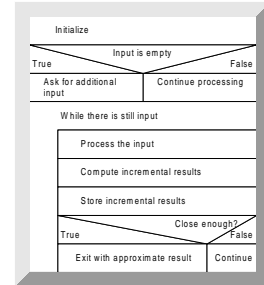 Initialize
Input is empty
True False
Ask for additional Continue processing
input
While there is still input
Process the input
Compute incremental results
Store incremental results
Close enough?
True False
Exit with approximate result Continue